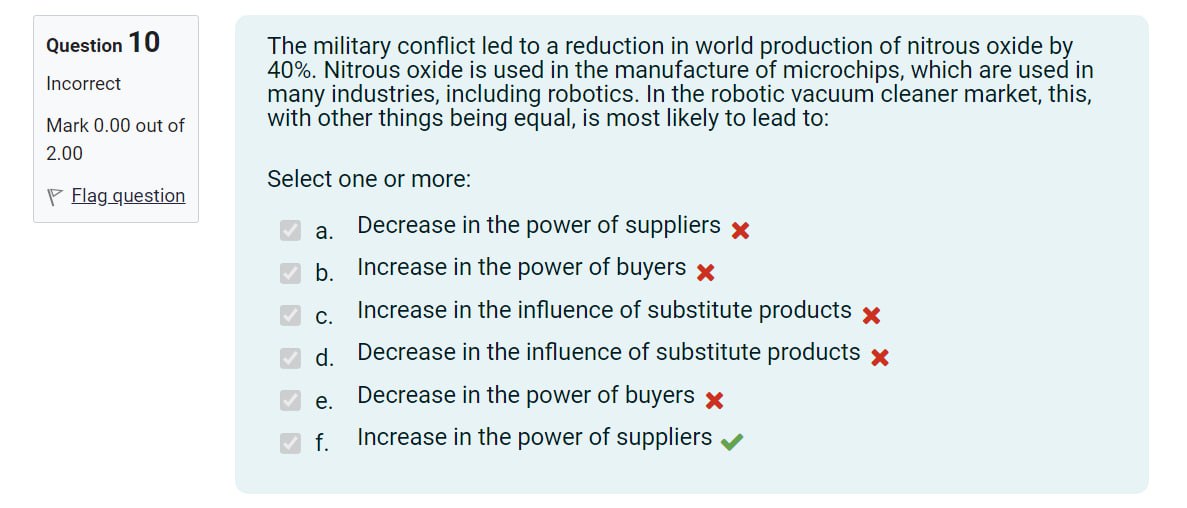 Question 10
Incorrect
Mark 0.00 out of
2.00
Flag question
The military conflict led to a reduction in world production of nitrous oxide by
40%. Nitrous oxide is used in the manufacture of microchips, which are used in
many industries, including robotics. In the robotic vacuum cleaner market, this,
with other things being equal, is most likely to lead to:
Select one or more:
a. Decrease in the power of suppliers
b. Increase in the power of buyers
c. Increase in the influence of substitute products
d. Decrease in the influence of substitute products
e. Decrease in the power of buyers
f. Increase in the power of suppliers